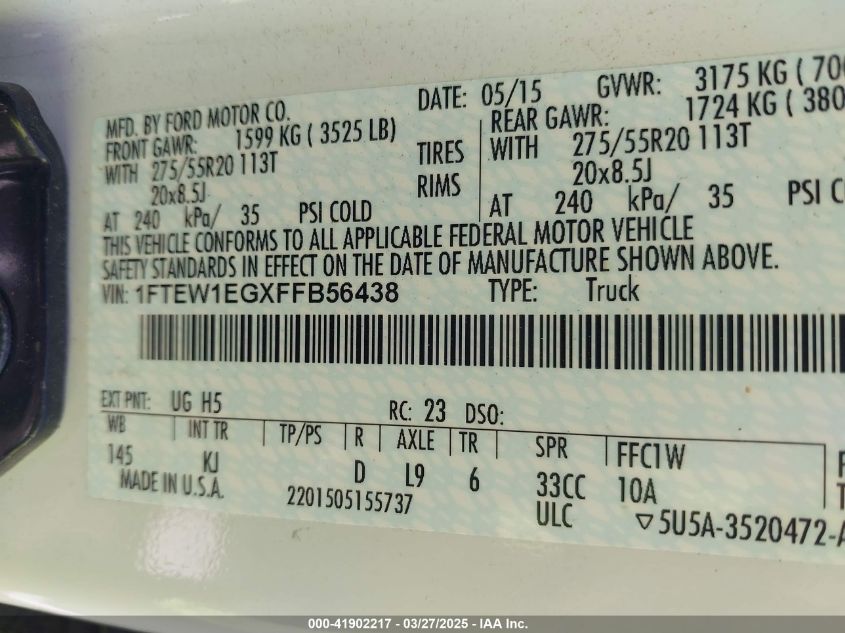 MFD. BY FORD MOTOR CO.
DATE: 05/15
GVWR: 3175 KG ( 700
FRONT GAWR: 1599 KG ( 3525 LB)
REAR GAWR: 1724 KG ( 380
WITH 275/55R20 113T
TIRES
WITH 275/55R20 113T
20x8.5J
RIMS
20x8.5J
AT 240 kPa/ 35 PSI COLD
AT 240 kPa/ 35 PSI C
THIS VEHICLE CONFORMS TO ALL APPLICABLE FEDERAL MOTOR VEHICLE
SAFETY STANDARDS IN EFFECT ON THE DATE OF MANUFACTURE SHOWN ABOVE.
VIN: 1FTEW1EGXFFB56438
TYPE: Truck
EXT PNT: UG H5
RC: 23 DSO:
WB INT TR TP/PS R AXLE TR SPR FFC1W
145 KJ D L9 6 33CC 10A
MADE IN U.S.A.
2201505155737
ULC
▽5U5A-3520472-A
000-41902217 - 03/27/2025 - IAA Inc.